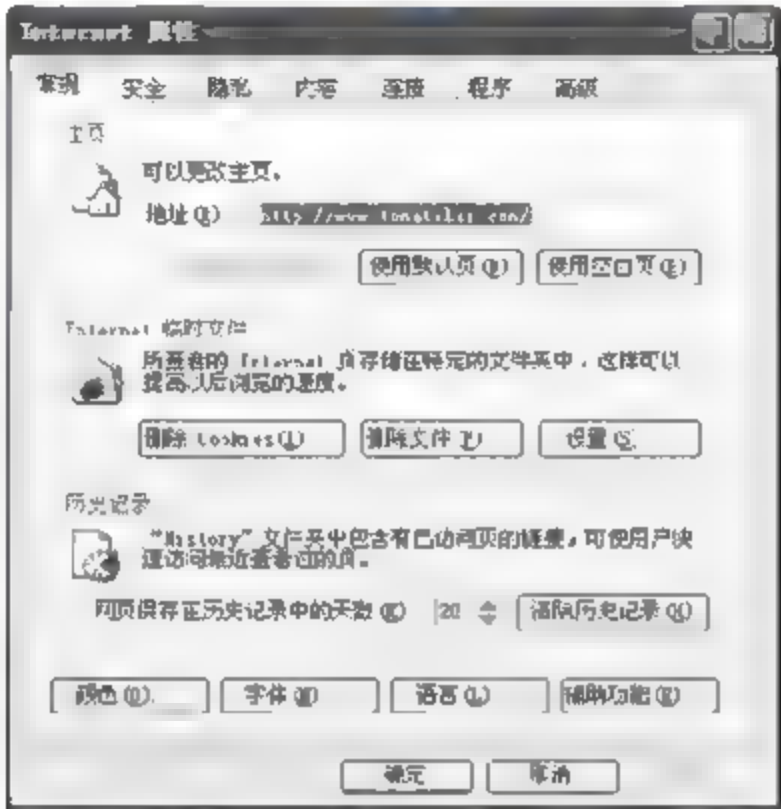 Internet 属性
常规 安全 隐私 内容 连接 程序 高级
主页
可以更改主页。
地址(R)
使用默认页(D) 使用空白页(B)
Internet 临时文件
所查看的 Internet 页存储在特定的文件夹中，这样可以
提高以后浏览的速度。
删除 Cookies(I) 删除文件(F) 设置(S)
历史记录
“History”文件夹中包含有已访问页的链接，可使用户快
速访问最近查看过的页。
网页保存在历史记录中的天数(K) 20 清除历史记录(H)
颜色(O). 字体(N) 语言(L) 辅助功能(E)
确定 取消